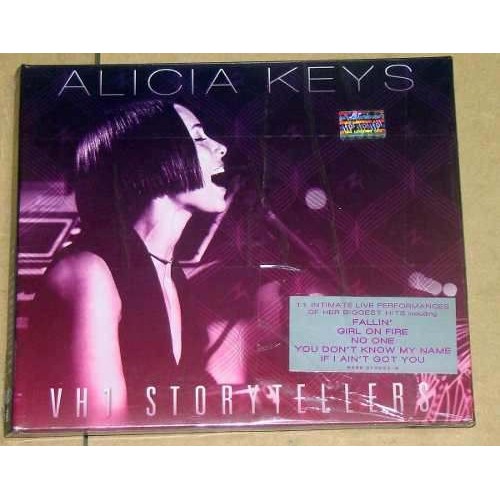 ALICIA KEYS
11 INTIMATE LIVE PERFORMANCES
OF HER BIGGEST HITS including
FALLIN'
GIRL ON FIRE
NO ONE
YOU DON'T KNOW MY NAME
IF I AIN'T GOT YOU
VH1 STORYTELLERS